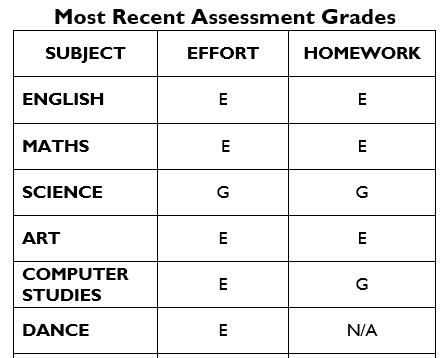 Most Recent Assessment Grades
SUBJECT EFFORT HOMEWORK
ENGLISH E E
MATHS E E
SCIENCE G G
ART E E
COMPUTER
STUDIES E G
DANCE E N/A